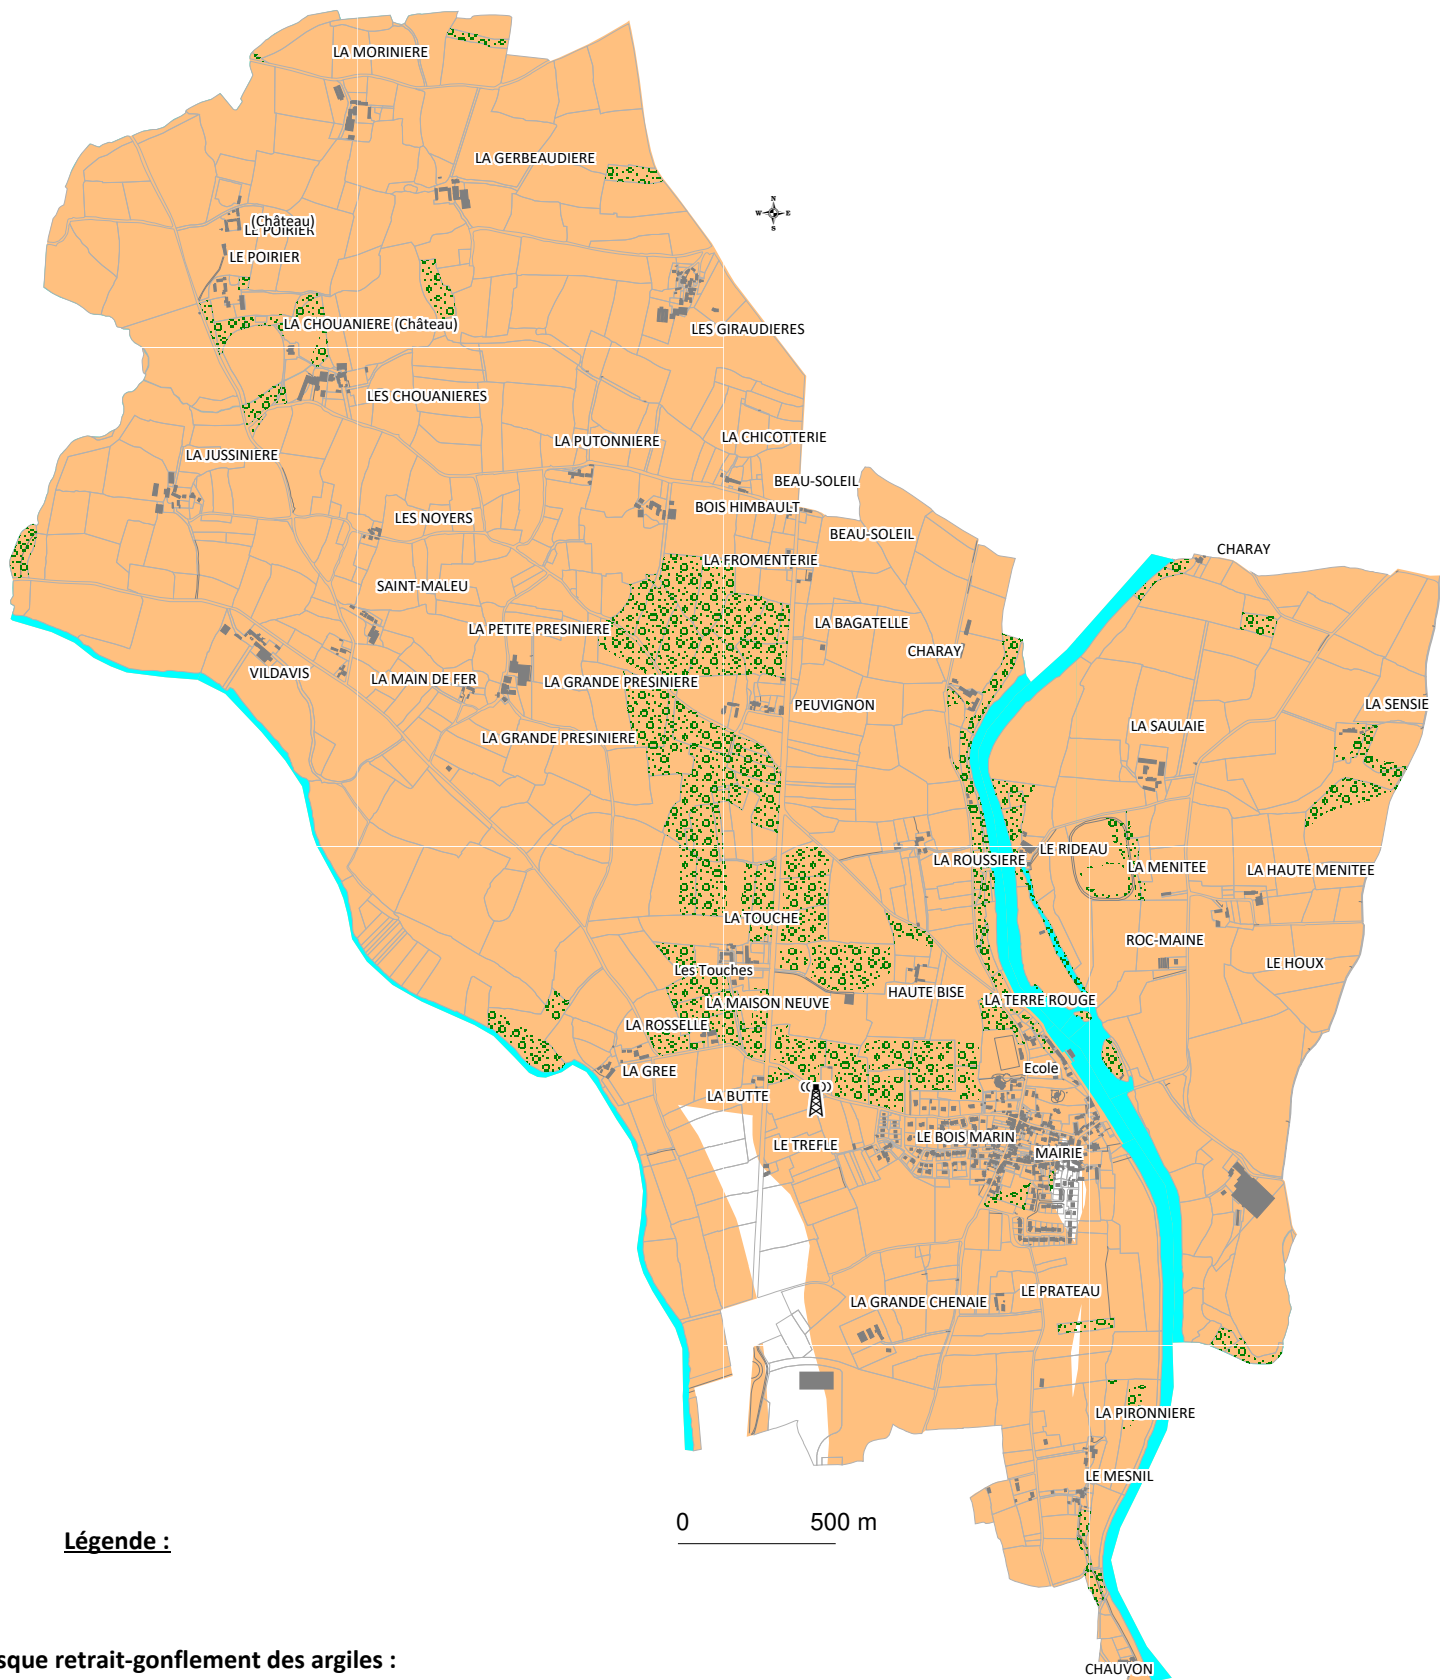 LA MORINIERE
LA GERBEAUDIERE
N
W E
S
(Château)
LE POIRIER
LE POIRIER
LA CHOUANIERE (Château)
LES GIRAUDIERES
LES CHOUANIERES
LA PUTONNIERE
LA CHICOTTERIE
LA JUSSINIERE
BEAU-SOLEIL
BOIS HIMBAULT
LES NOYERS
BEAU-SOLEIL
CHARAY
LA FROMENTERIE
SAINT-MALEU
LA PETITE PRESINIERE
LA BAGATELLE
CHARAY
VILDAVIS
LA MAIN DE FER
LA GRANDE PRESINIERE
PEUVIGNON
LA SENSIE
LA SAULAIE
LA GRANDE PRESINIERE
LE RIDEAU
LA ROUSSIERE
LA MENITEE
LA HAUTE MENITEE
LA TOUCHE
ROC-MAINE
LE HOUX
Les Touches
HAUTE BISE
LA TERRE ROUGE
LA MAISON NEUVE
LA ROSSELLE
LA GREE
Ecole
LA BUTTE
LE TREFLE
LE BOIS MARIN
MAIRIE
LE PRATEAU
LA GRANDE CHENAIE
LA PIRONNIERE
LE MESNIL
0 500 m
Légende :
sque retrait-gonflement des argiles :
CHAUVON